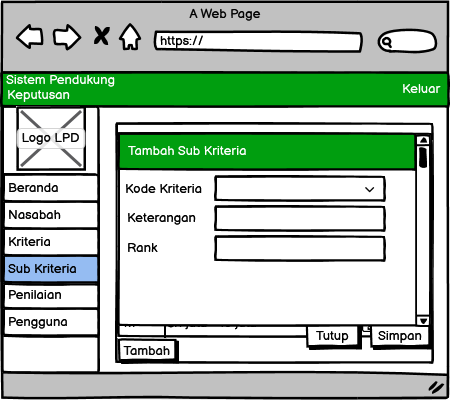 A Web Page
https://
Sistem Pendukung
Keputusan
Keluar
Logo LPD
Beranda
Nasabah
Kriteria
Sub Kriteria
Penilaian
Pengguna
Tambah Sub Kriteria
Kode Kriteria
Keterangan
Rank
Tutup
Simpan
Tambah